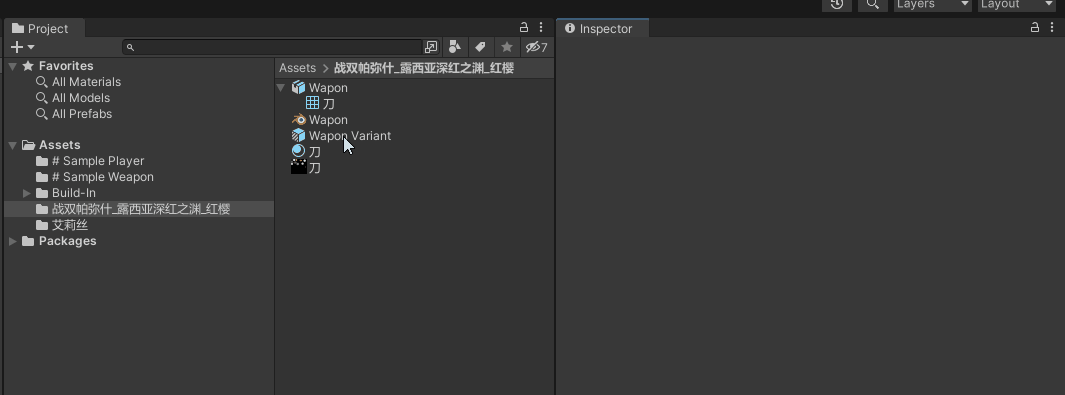 Layers
Layout
Project
Inspector
7
Favorites
All Materials
All Models
All Prefabs
Assets
# Sample Player
# Sample Weapon
Build-In
战双帕弥什_露西亚深红之渊_红樱
艾莉丝
Packages
Assets > 战双帕弥什_露西亚深红之渊_红樱
Wapon
刀
Wapon
Wapon Variant
刀
刀